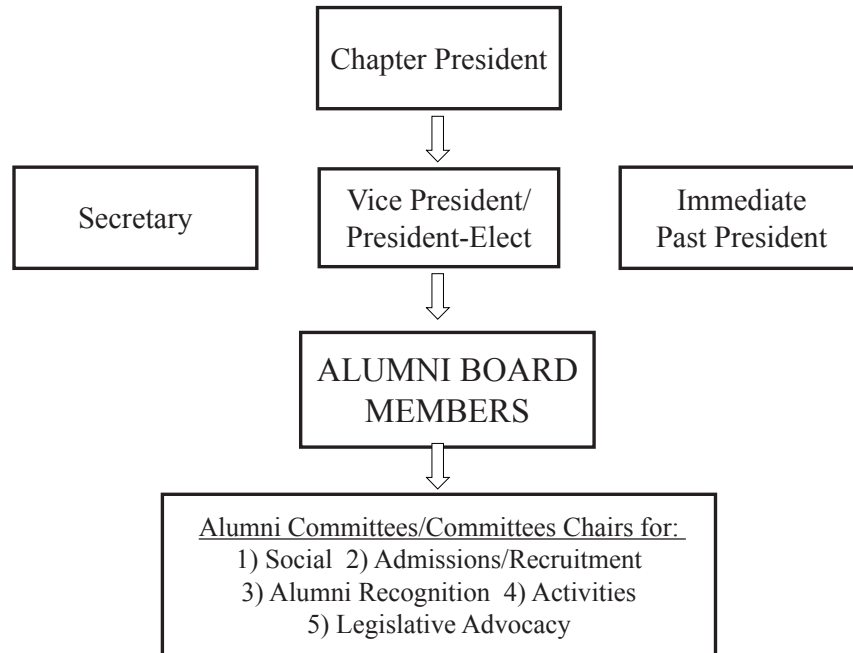 Chapter President
Secretary
Vice President/
President-Elect
Immediate
Past President
ALUMNI BOARD
MEMBERS
Alumni Committees/Committees Chairs for:
1) Social  2) Admissions/Recruitment
3) Alumni Recognition  4) Activities
5) Legislative Advocacy